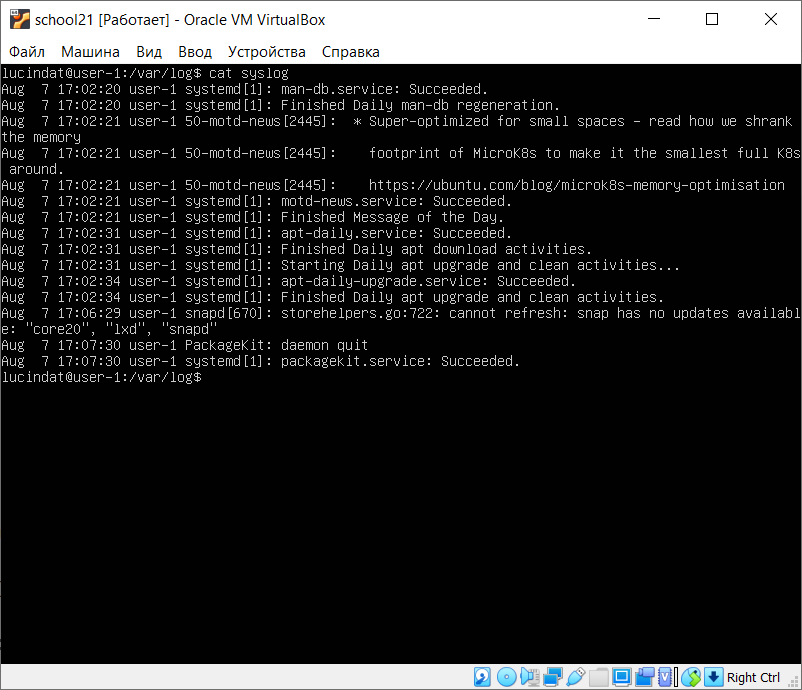 school21 [Работает] - Oracle VM VirtualBox
Файл Машина Вид Ввод Устройства Справка
lucindat@user-1:/var/log$ cat syslog
Aug  7 17:02:20 user-1 systemd[1]: man-db.service: Succeeded.
Aug  7 17:02:20 user-1 systemd[1]: Finished Daily man-db regeneration.
Aug  7 17:02:21 user-1 50-motd-news[2445]:  * Super-optimized for small spaces - read how we shrank
the memory
Aug  7 17:02:21 user-1 50-motd-news[2445]:    footprint of MicroK8s to make it the smallest full K8s
 around.
Aug  7 17:02:21 user-1 50-motd-news[2445]:    https://ubuntu.com/blog/microk8s-memory-optimisation
Aug  7 17:02:21 user-1 systemd[1]: motd-news.service: Succeeded.
Aug  7 17:02:21 user-1 systemd[1]: Finished Message of the Day.
Aug  7 17:02:31 user-1 systemd[1]: apt-daily.service: Succeeded.
Aug  7 17:02:31 user-1 systemd[1]: Finished Daily apt download activities.
Aug  7 17:02:31 user-1 systemd[1]: Starting Daily apt upgrade and clean activities...
Aug  7 17:02:34 user-1 systemd[1]: apt-daily-upgrade.service: Succeeded.
Aug  7 17:02:34 user-1 systemd[1]: Finished Daily apt upgrade and clean activities.
Aug  7 17:06:29 user-1 snapd[670]: storehelpers.go:722: cannot refresh: snap has no updates availabl
e: "core20", "lxd", "snapd"
Aug  7 17:07:30 user-1 PackageKit: daemon quit
Aug  7 17:07:30 user-1 systemd[1]: packagekit.service: Succeeded.
lucindat@user-1:/var/log$
Right Ctrl